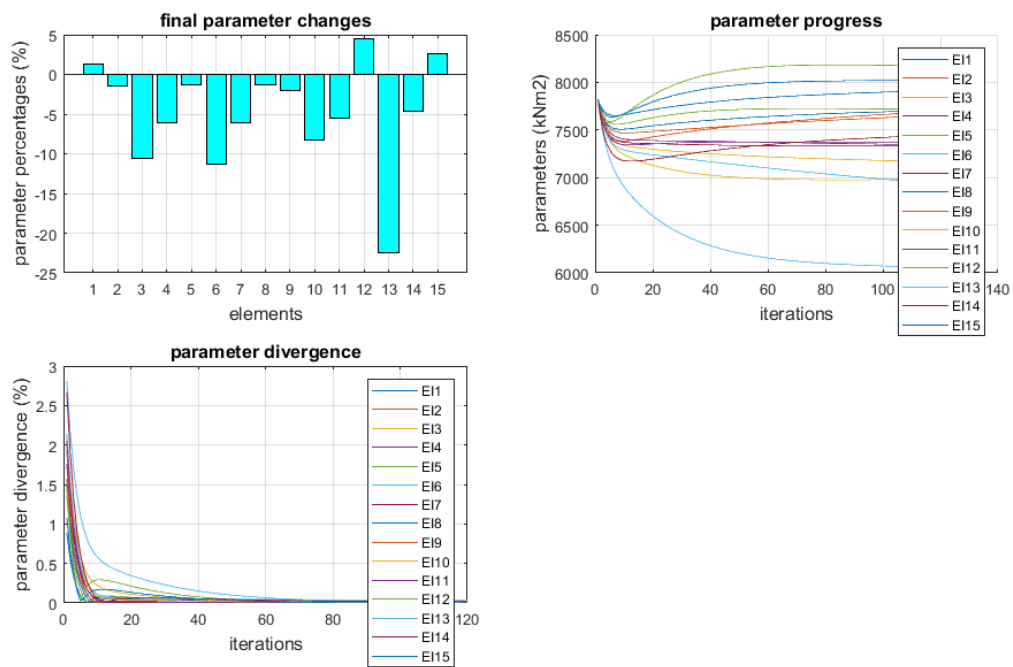 final parameter changes
parameter percentages (%)
5
0
-5
-10
-15
-20
-25
1 2 3 4 5 6 7 8 9 10 11 12 13 14 15
elements
parameter progress
parameters (kNm2)
8500
8000
7500
7000
6500
6000
0 20 40 60 80 100 140
iterations
EI1
EI2
EI3
EI4
EI5
EI6
EI7
EI8
EI9
EI10
EI11
EI12
EI13
EI14
EI15
parameter divergence
parameter divergence (%)
3
2.5
2
1.5
1
0.5
0
0 20 40 60 80 120
iterations
EI1
EI2
EI3
EI4
EI5
EI6
EI7
EI8
EI9
EI10
EI11
EI12
EI13
EI14
EI15